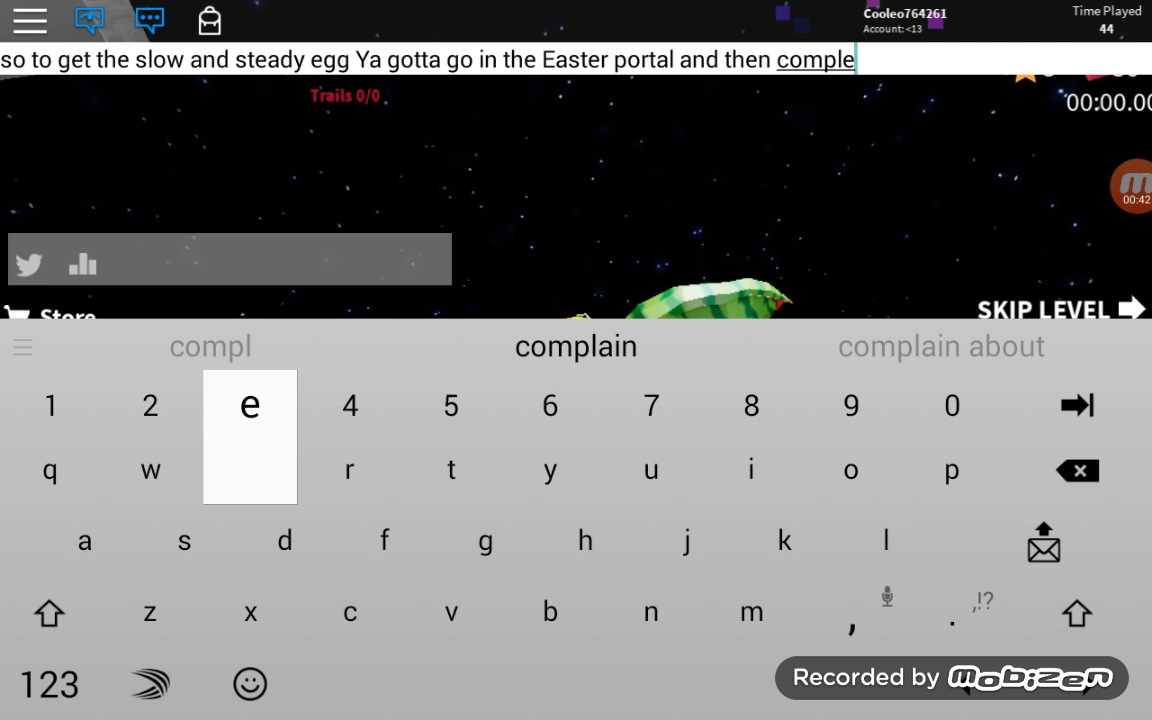 Cooleo764261
Account: <13
Time Played
44
so to get the slow and steady egg Ya gotta go in the Easter portal and then comple
Trails 0/0
00:00.00
00:42
Store
SKIP LEVEL
compl complain complain about
1 2 e 4 5 6 7 8 9 0
q w r t y u i o p
a s d f g h j k l
z x c v b n m , . ,!?
123
Recorded by mobizen